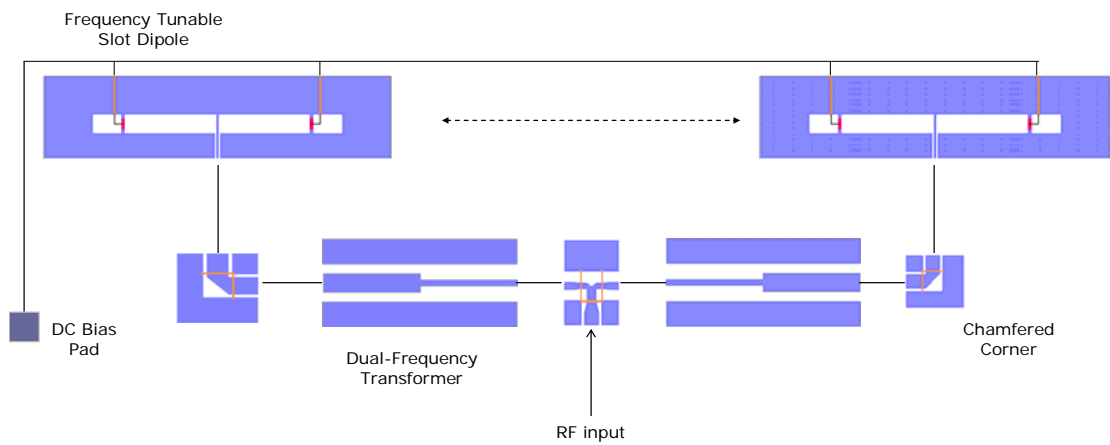 Frequency Tunable
Slot Dipole
DC Bias
Pad
Dual-Frequency
Transformer
Chamfered
Corner
RF input